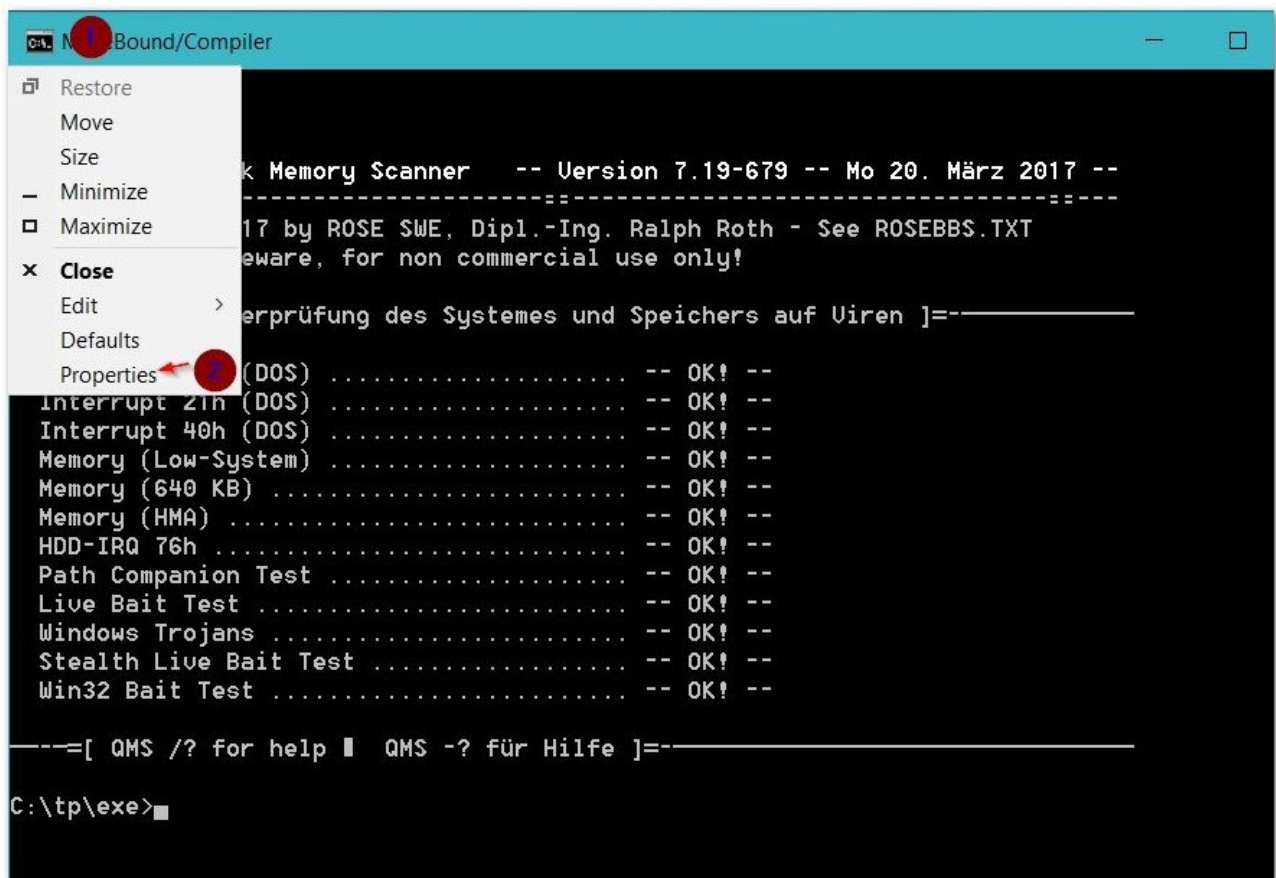 1
Bound/Compiler
Restore
Move
Size
Minimize
Maximize
Close
Edit
Defaults
Properties
2
k Memory Scanner -- Version 7.19-679 -- Mo 20. März 2017 --
17 by ROSE SWE, Dipl.-Ing. Ralph Roth - See ROSEBBS.TXT
eware, for non commercial use only!
erprüfung des Systemes und Speichers auf Viren ]=-
(DOS) ..................... -- OK! --
Interrupt 21h (DOS) ..................... -- OK! --
Interrupt 40h (DOS) ..................... -- OK! --
Memory (Low-System) ..................... -- OK! --
Memory (640 KB) ......................... -- OK! --
Memory (HMA) ............................ -- OK! --
HDD-IRQ 76h ............................. -- OK! --
Path Companion Test ...................... -- OK! --
Live Bait Test .......................... -- OK! --
Windows Trojans ......................... -- OK! --
Stealth Live Bait Test .................. -- OK! --
Win32 Bait Test ......................... -- OK! --
=[ QMS /? for help ▌ QMS -? für Hilfe ]=-
C:\tp\exe>